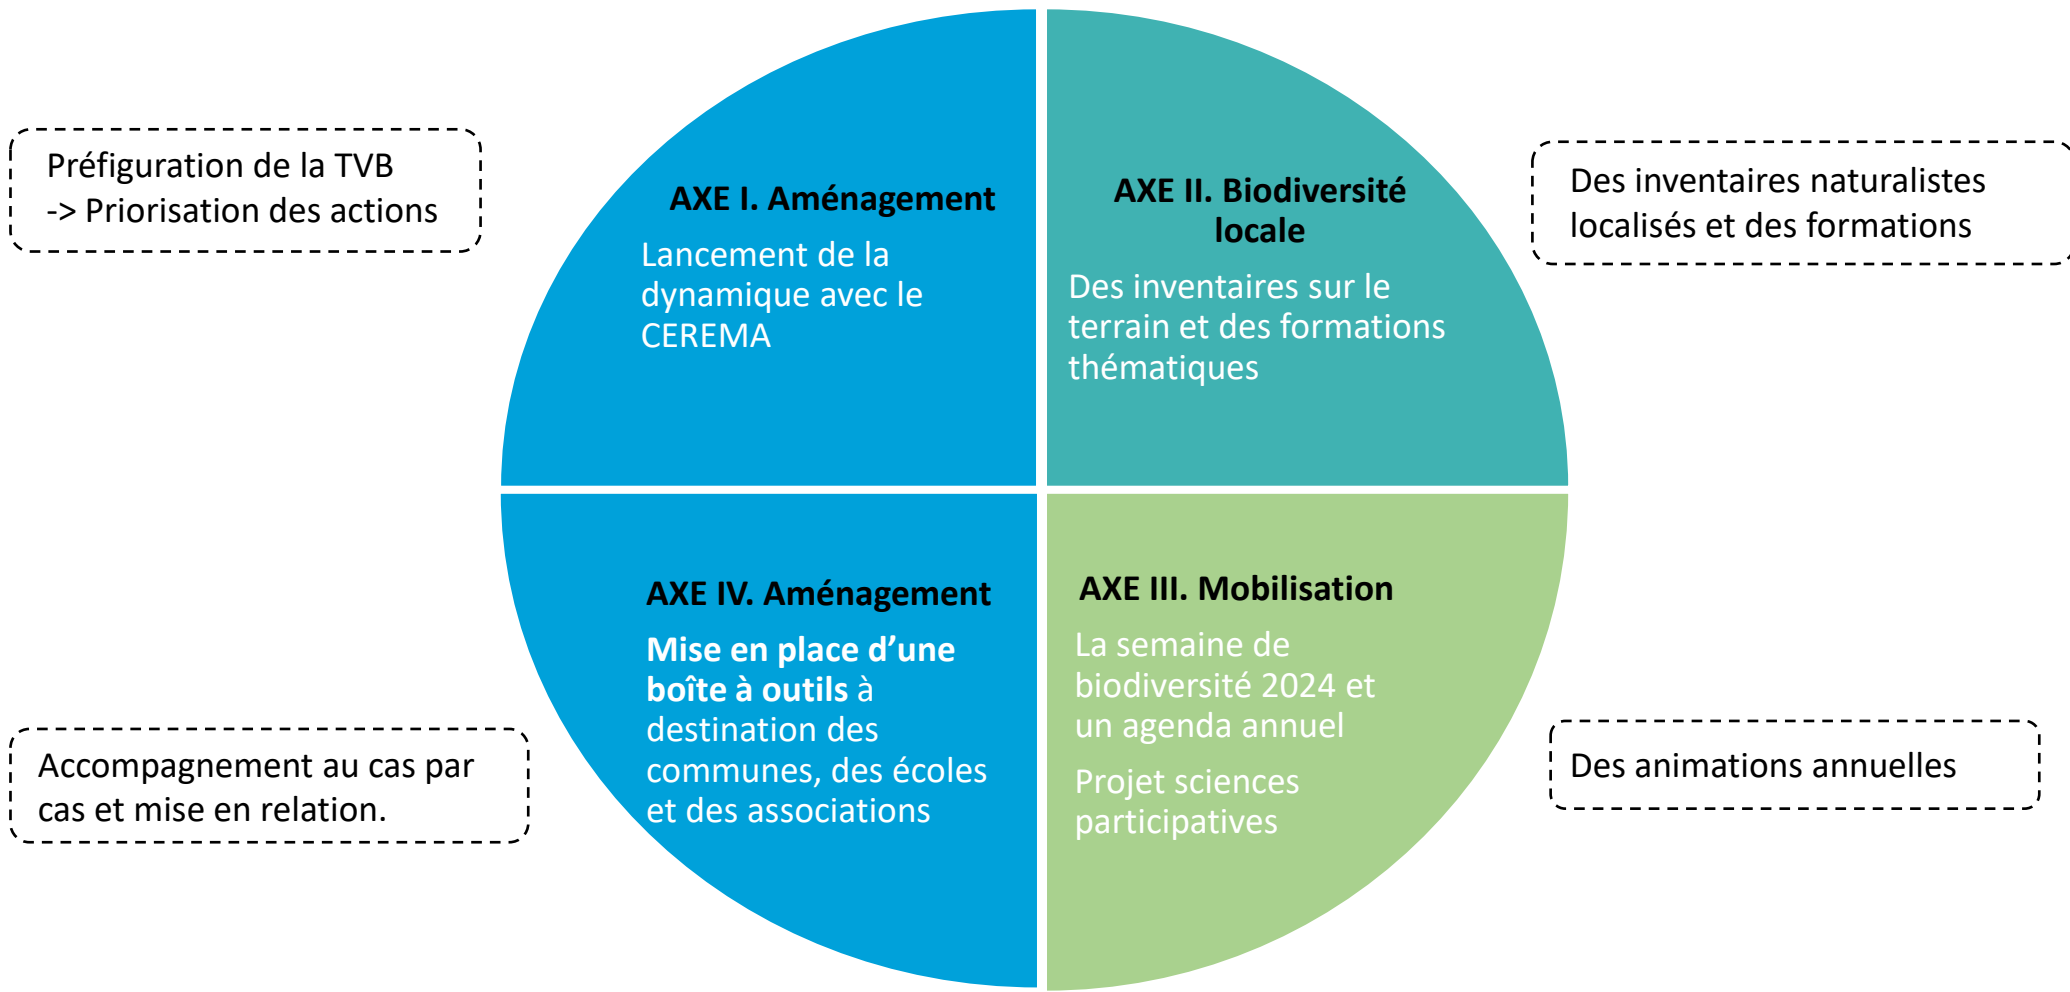 Préfiguration de la TVB
-> Priorisation des actions
AXE I. Aménagement
Lancement de la
dynamique avec le
CEREMA
AXE II. Biodiversité
locale
Des inventaires sur le
terrain et des formations
thématiques
Des inventaires naturalistes
localisés et des formations
Accompagnement au cas par
cas et mise en relation.
AXE IV. Aménagement
Mise en place d’une
boîte à outils à
destination des
communes, des écoles
et des associations
AXE III. Mobilisation
La semaine de
biodiversité 2024 et
un agenda annuel
Projet sciences
participatives
Des animations annuelles